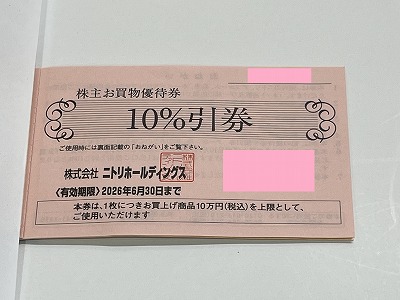 株主お買物優待券
10%引券
ご使用時には裏面記載の「おねがい」をご覧下さい。
株式会社 ニトリホールディングス
〈有効期限〉2026年6月30日まで
本券は、1枚につきお買上げ商品10万円(税込)を上限として、
ご使用いただけます